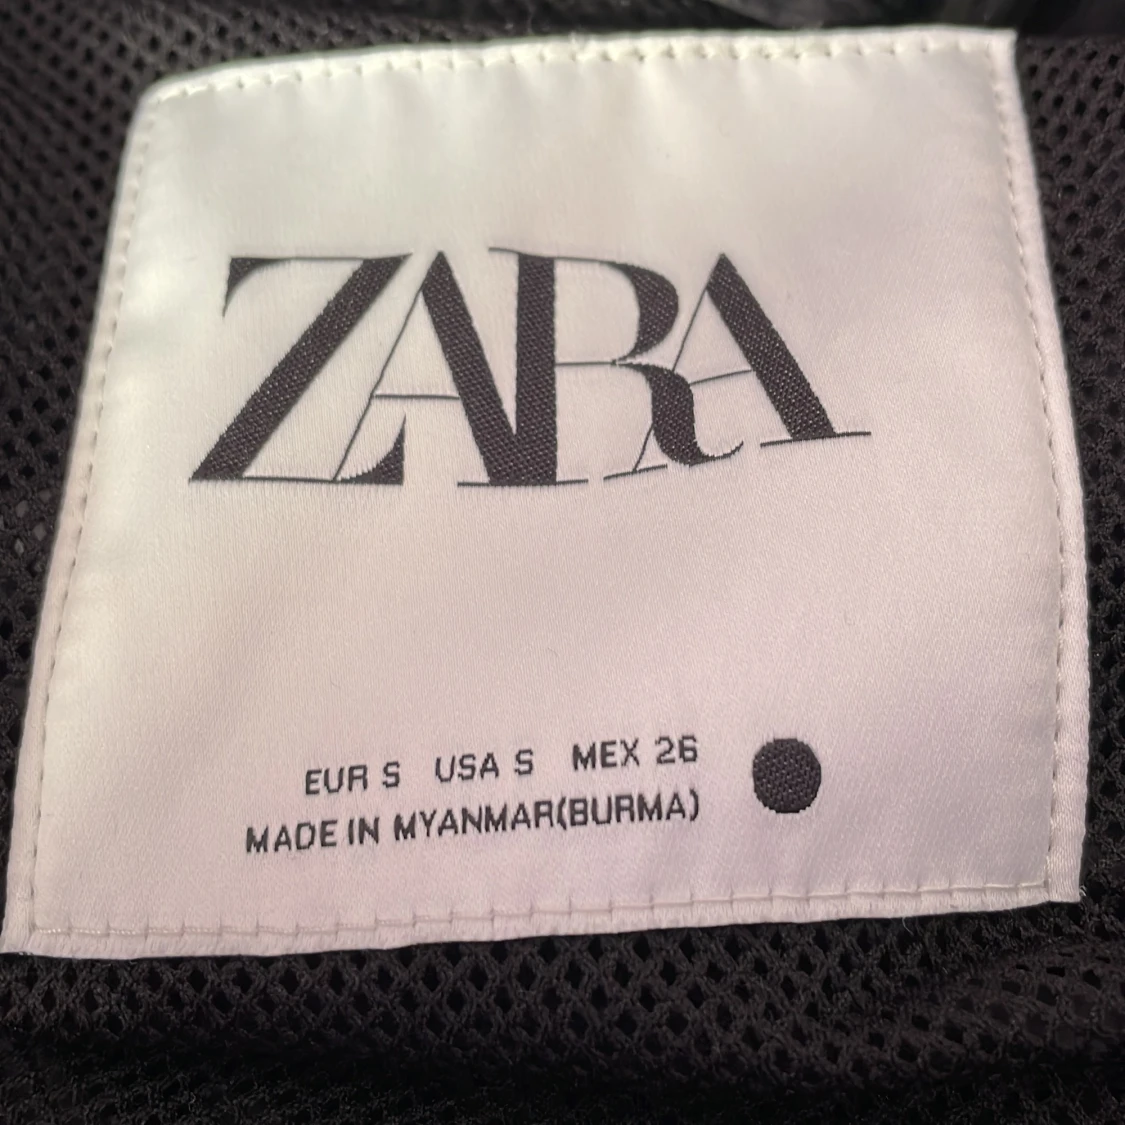 ZARA
EUR S USA S MEX 26
MADE IN MYANMAR(BURMA)